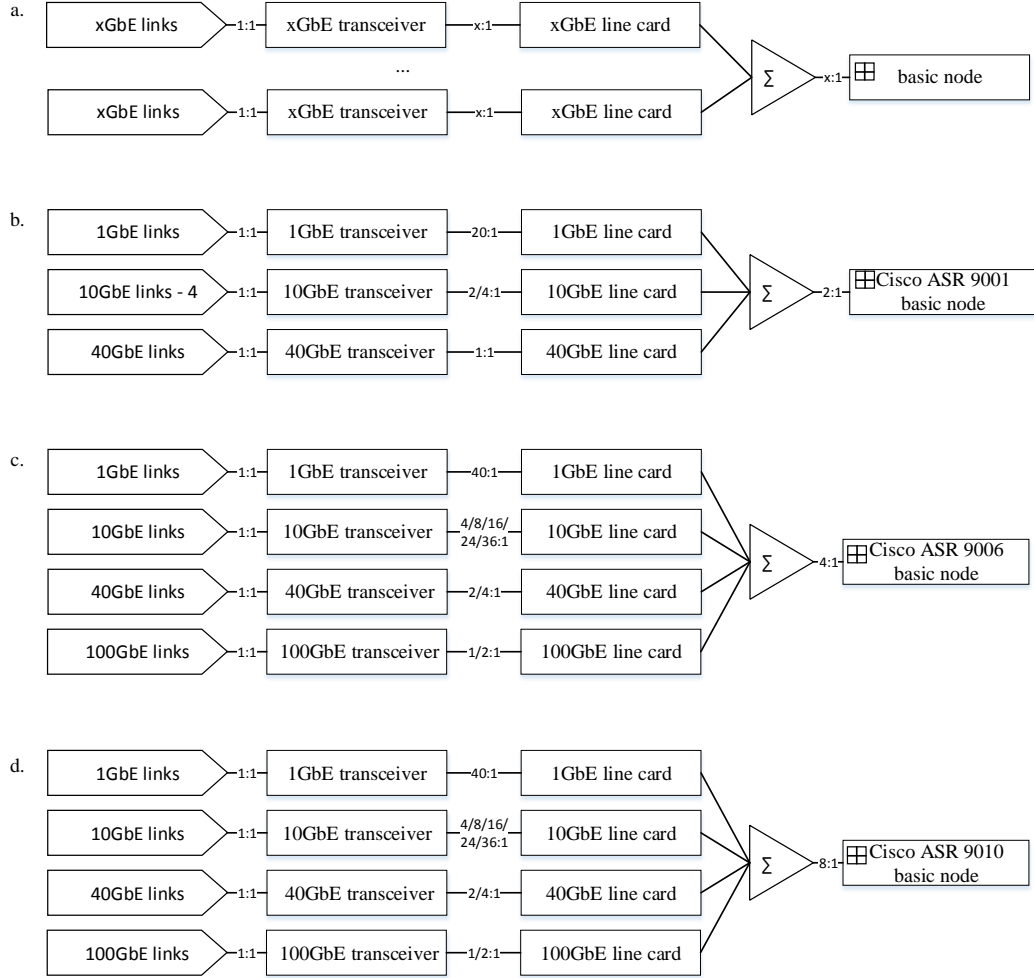 a.
xGbE links 1:1 xGbE transceiver x:1 xGbE line card
...
Σ x:1 basic node
xGbE links 1:1 xGbE transceiver x:1 xGbE line card
b.
1GbE links 1:1 1GbE transceiver 20:1 1GbE line card
10GbE links - 4 1:1 10GbE transceiver 2/4:1 10GbE line card
Σ 2:1 Cisco ASR 9001
basic node
40GbE links 1:1 40GbE transceiver 1:1 40GbE line card
c.
1GbE links 1:1 1GbE transceiver 40:1 1GbE line card
10GbE links 1:1 10GbE transceiver 4/8/16/
24/36:1 10GbE line card
Σ 4:1 Cisco ASR 9006
basic node
40GbE links 1:1 40GbE transceiver 2/4:1 40GbE line card
100GbE links 1:1 100GbE transceiver 1/2:1 100GbE line card
d.
1GbE links 1:1 1GbE transceiver 40:1 1GbE line card
10GbE links 1:1 10GbE transceiver 4/8/16/
24/36:1 10GbE line card
Σ 8:1 Cisco ASR 9010
basic node
40GbE links 1:1 40GbE transceiver 2/4:1 40GbE line card
100GbE links 1:1 100GbE transceiver 1/2:1 100GbE line card